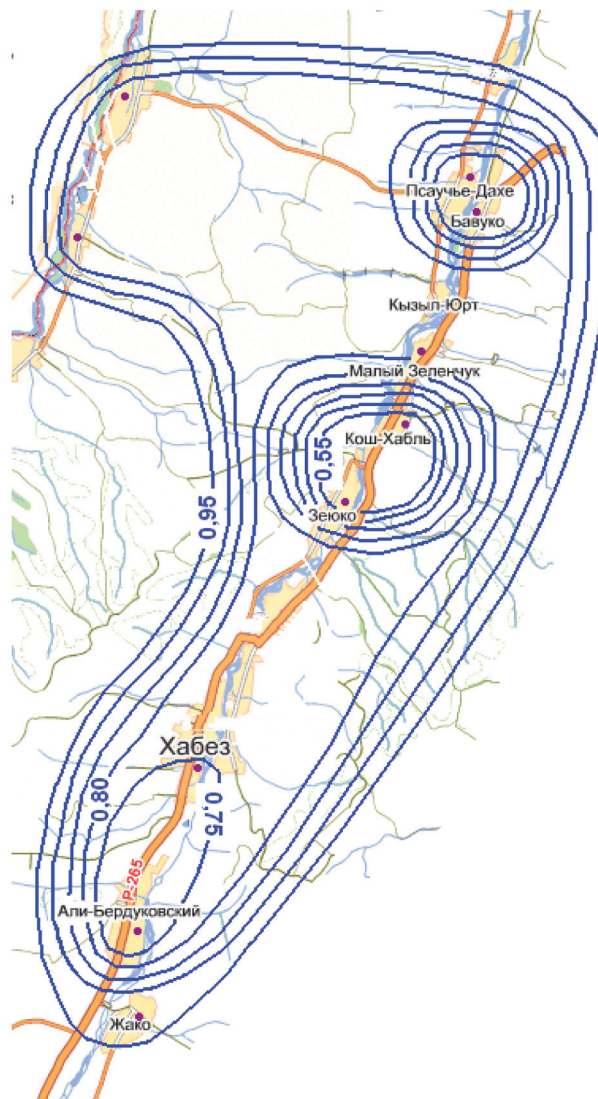 Псаучье-Дахе
Бавуко
Кызыл-Юрт
Малый Зеленчук
Кош-Хабль
0,55
Зеюко
0,95
Хабез
0,80
0,75
Р-265
Али-Бердуковский
Жако